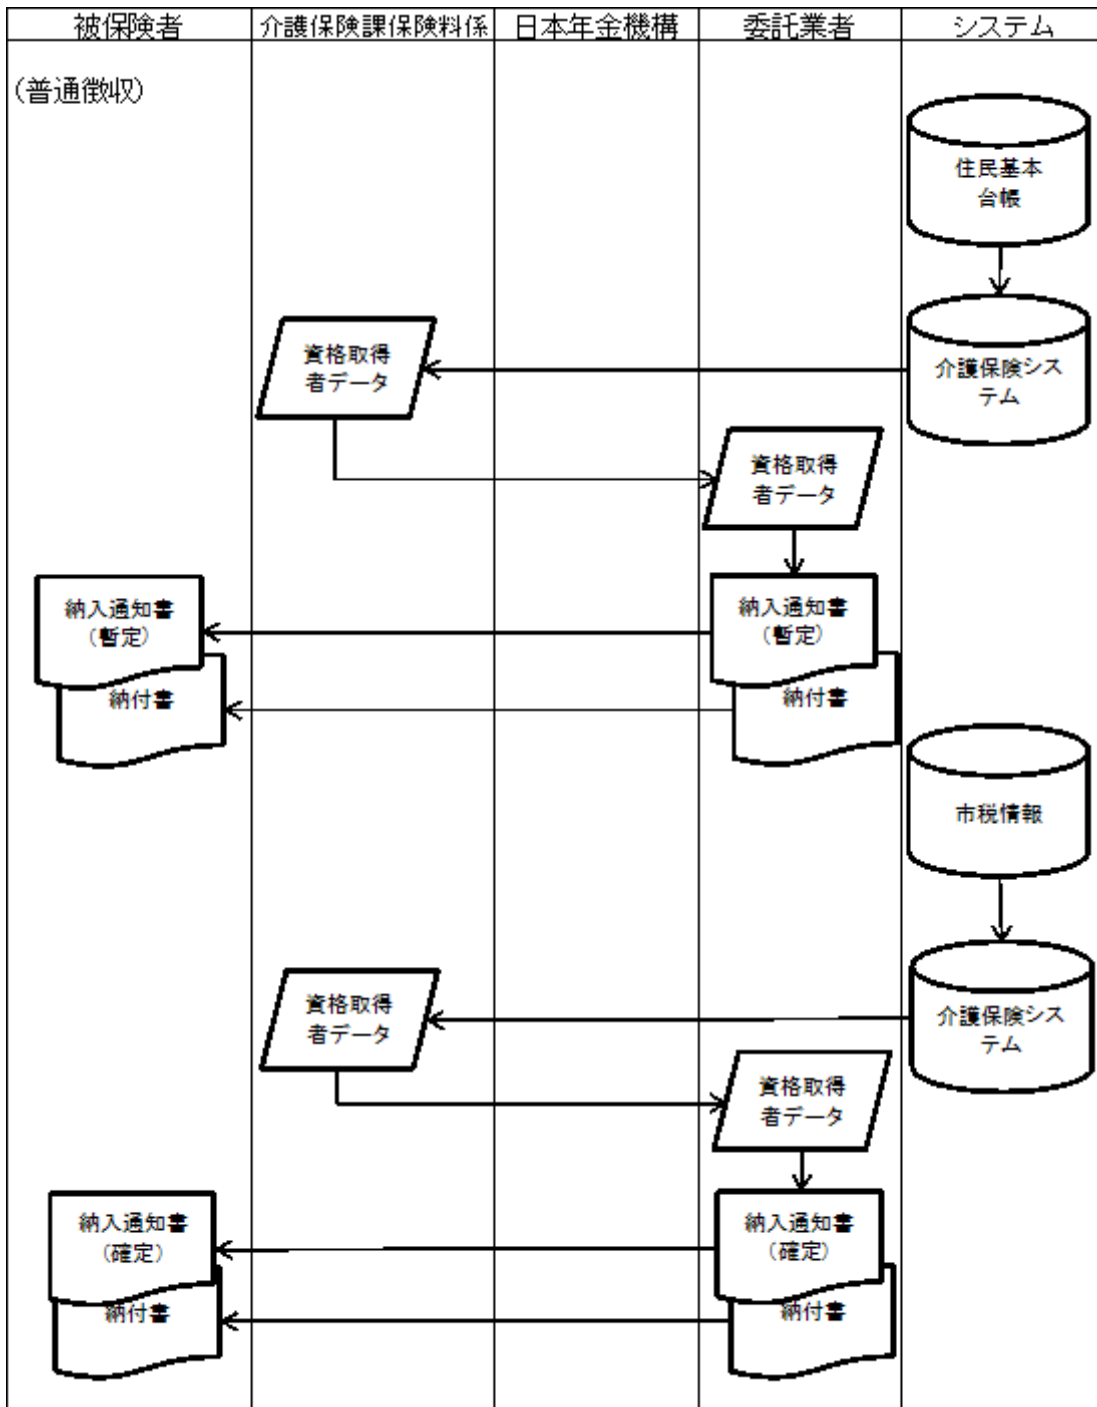 被保険者
介護保険課保険料係
日本年金機構
委託業者
システム
(普通徴収)
住民基本
台帳
介護保険シス
テム
資格取得
者データ
資格取得
者データ
納入通知書
(暫定)
納付書
納入通知書
(暫定)
納付書
市税情報
介護保険シス
テム
資格取得
者データ
資格取得
者データ
納入通知書
(確定)
納付書
納入通知書
(確定)
納付書